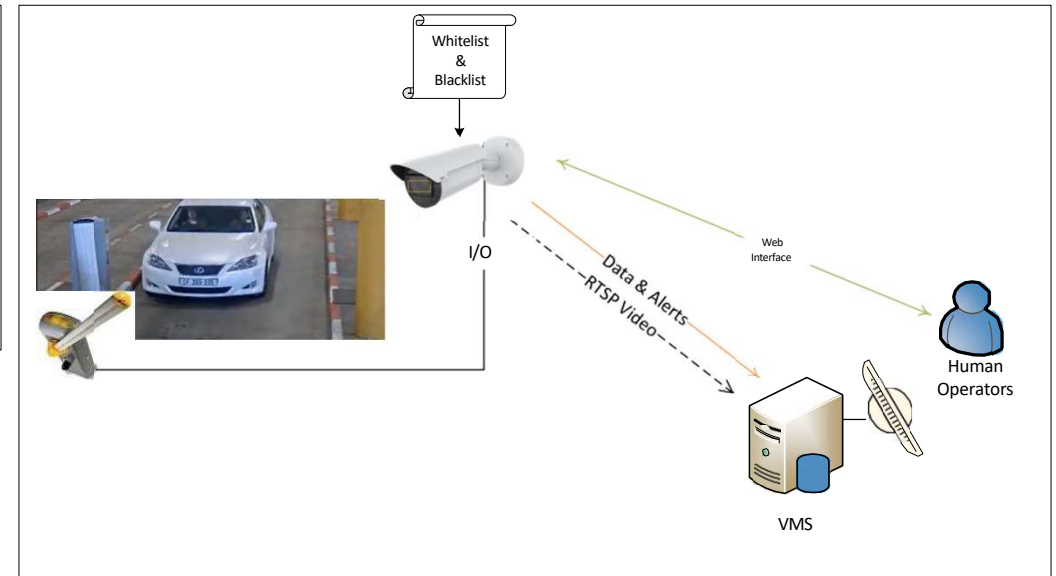 Whitelist
&
Blacklist
I/O
Data & Alerts
RTSP Video
Web
Interface
Human
Operators
VMS